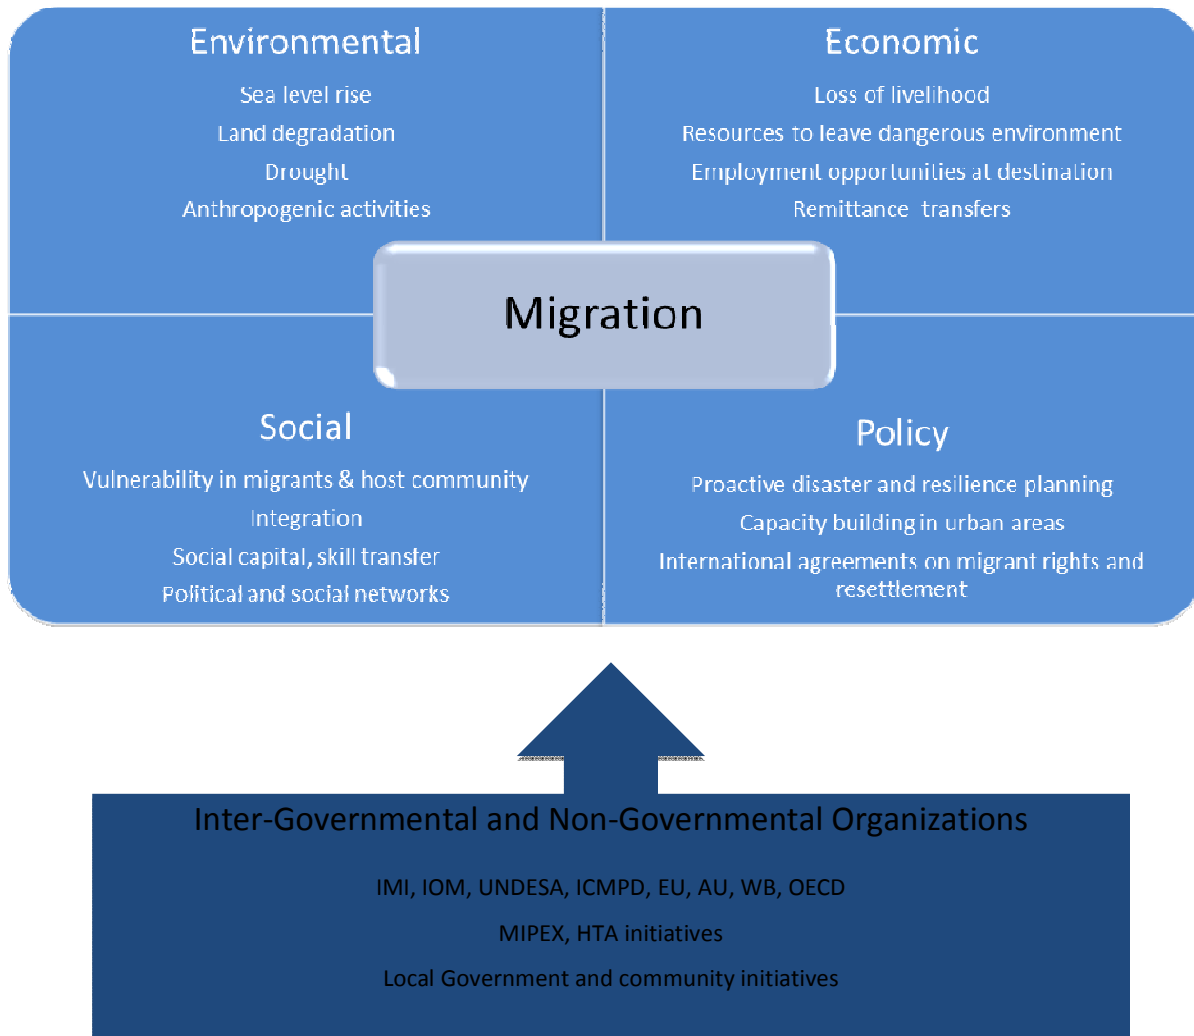 Environmental
Sea level rise
Land degradation
Drought
Anthropogenic activities
Economic
Loss of livelihood
Resources to leave dangerous environment
Employment opportunities at destination
Remittance transfers
Migration
Social
Vulnerability in migrants & host community
Integration
Social capital, skill transfer
Political and social networks
Policy
Proactive disaster and resilience planning
Capacity building in urban areas
International agreements on migrant rights and
resettlement
Inter-Governmental and Non-Governmental Organizations
IMI, IOM, UNDESA, ICMPD, EU, AU, WB, OECD
MIPEX, HTA initiatives
Local Government and community initiatives